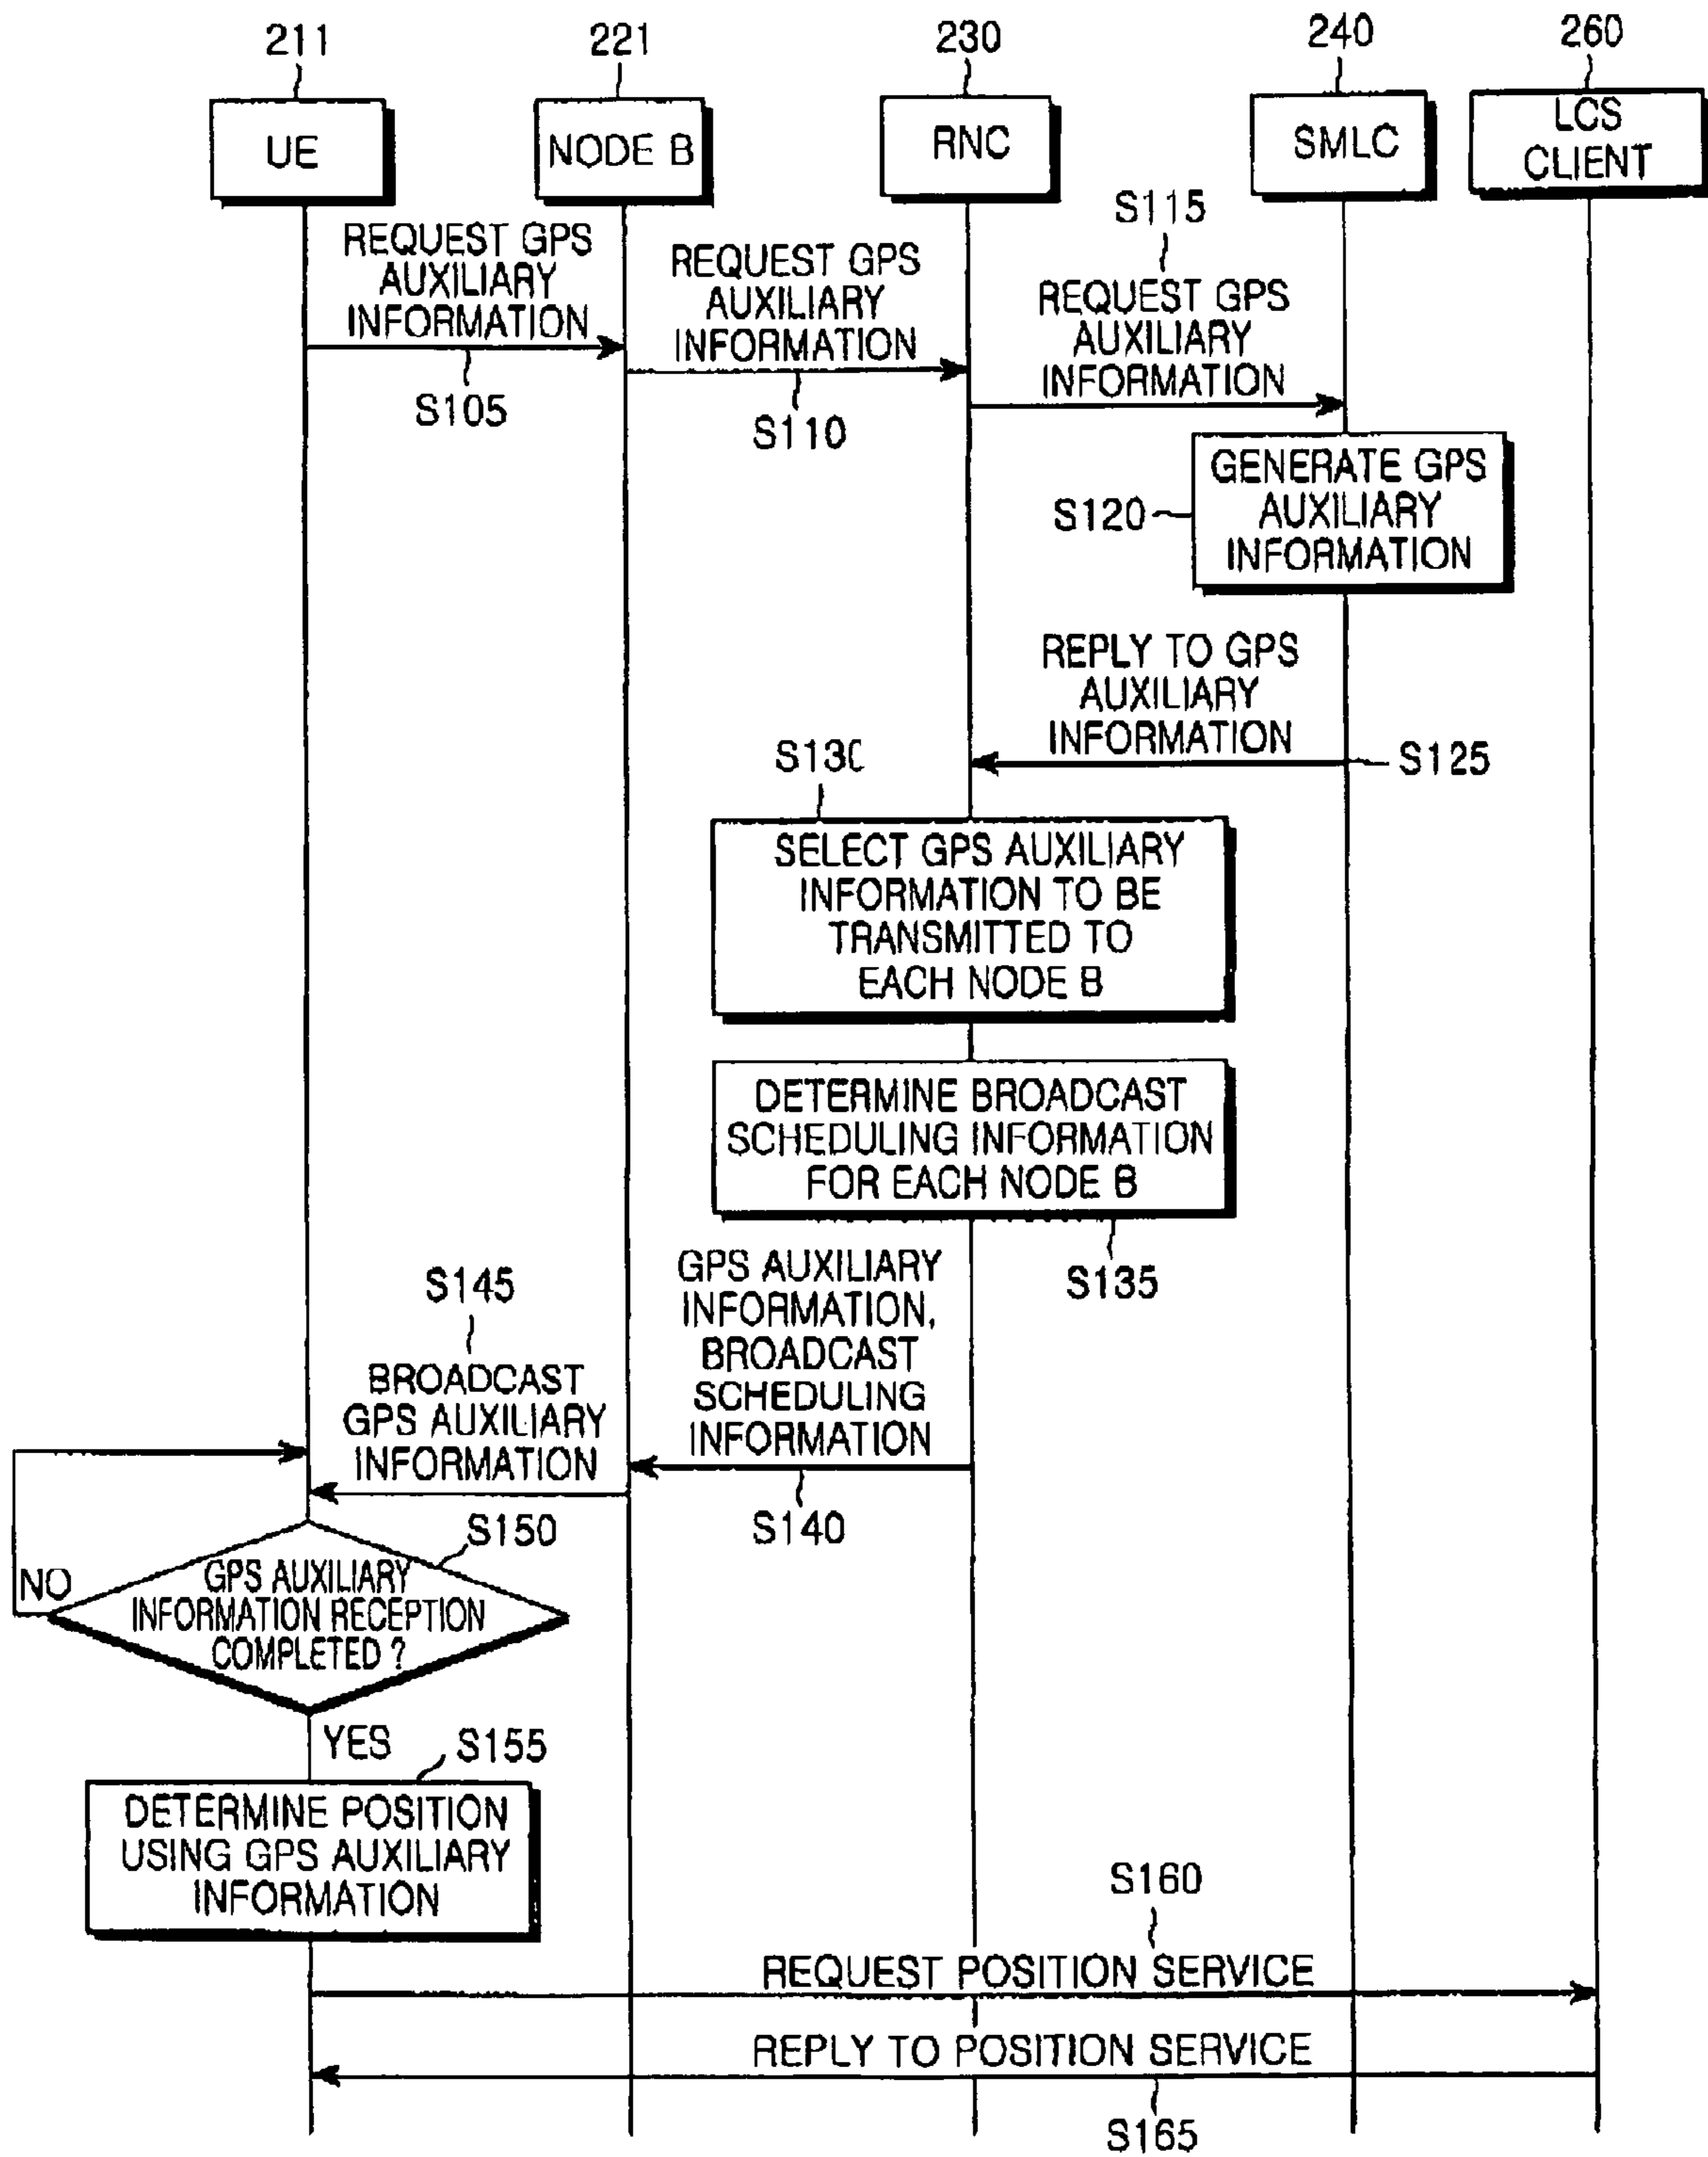 211
221
230
240
260
UE
NODE B
RNC
SMLC
LCS
CLIENT
REQUEST GPS
AUXILIARY
INFORMATION
S105
REQUEST GPS
AUXILIARY
INFORMATION
S110
S115
REQUEST GPS
AUXILIARY
INFORMATION
S120
GENERATE GPS
AUXILIARY
INFORMATION
REPLY TO GPS
AUXILIARY
INFORMATION
S125
S130
SELECT GPS AUXILIARY
INFORMATION TO BE
TRANSMITTED TO
EACH NODE B
DETERMINE BROADCAST
SCHEDULING INFORMATION
FOR EACH NODE B
S135
GPS AUXILIARY
INFORMATION,
BROADCAST
SCHEDULING
INFORMATION
S140
S145
BROADCAST
GPS AUXILIARY
INFORMATION
S150
NO
GPS AUXILIARY
INFORMATION RECEPTION
COMPLETED ?
YES
S155
DETERMINE POSITION
USING GPS AUXILIARY
INFORMATION
S160
REQUEST POSITION SERVICE
REPLY TO POSITION SERVICE
S165